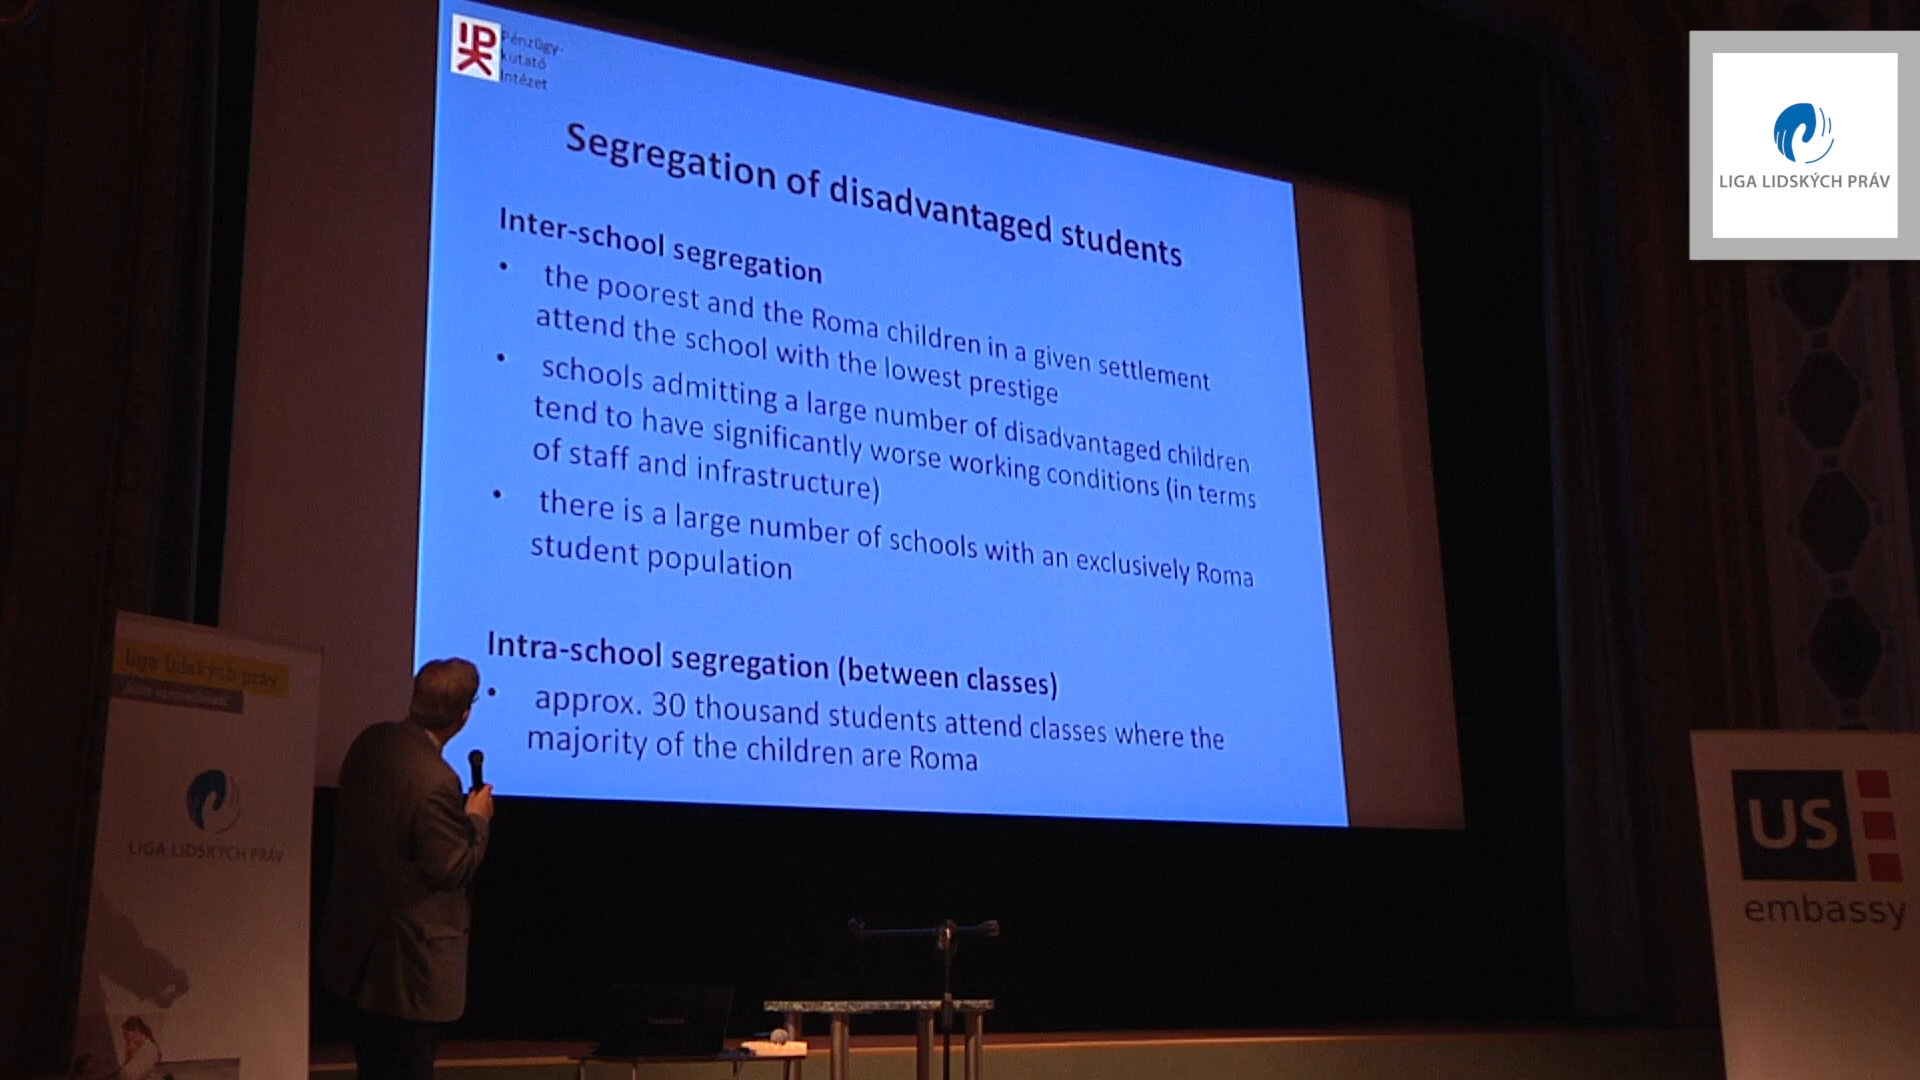 Pénzügy-
kutató
Intézet
Segregation of disadvantaged students
Inter-school segregation
• the poorest and the Roma children in a given settlement
attend the school with the lowest prestige
• schools admitting a large number of disadvantaged children
tend to have significantly worse working conditions (in terms
of staff and infrastructure)
• there is a large number of schools with an exclusively Roma
student population
Intra-school segregation (between classes)
• approx. 30 thousand students attend classes where the
majority of the children are Roma
LIGA LIDSKÝCH PRÁV
liga lidských práv
LIGA LIDSKÝCH PRÁV
US
embassy